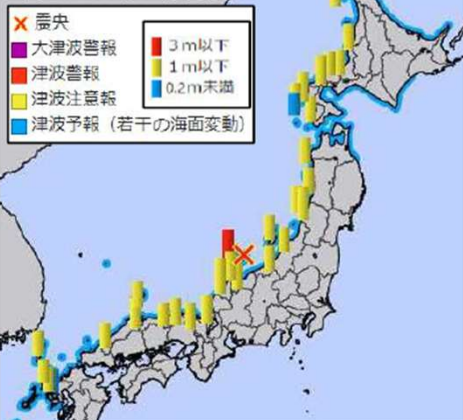 震央
大津波警報
津波警報
津波注意報
津波予報（若干の海面変動）
3m以下
1m以下
0.2m未満